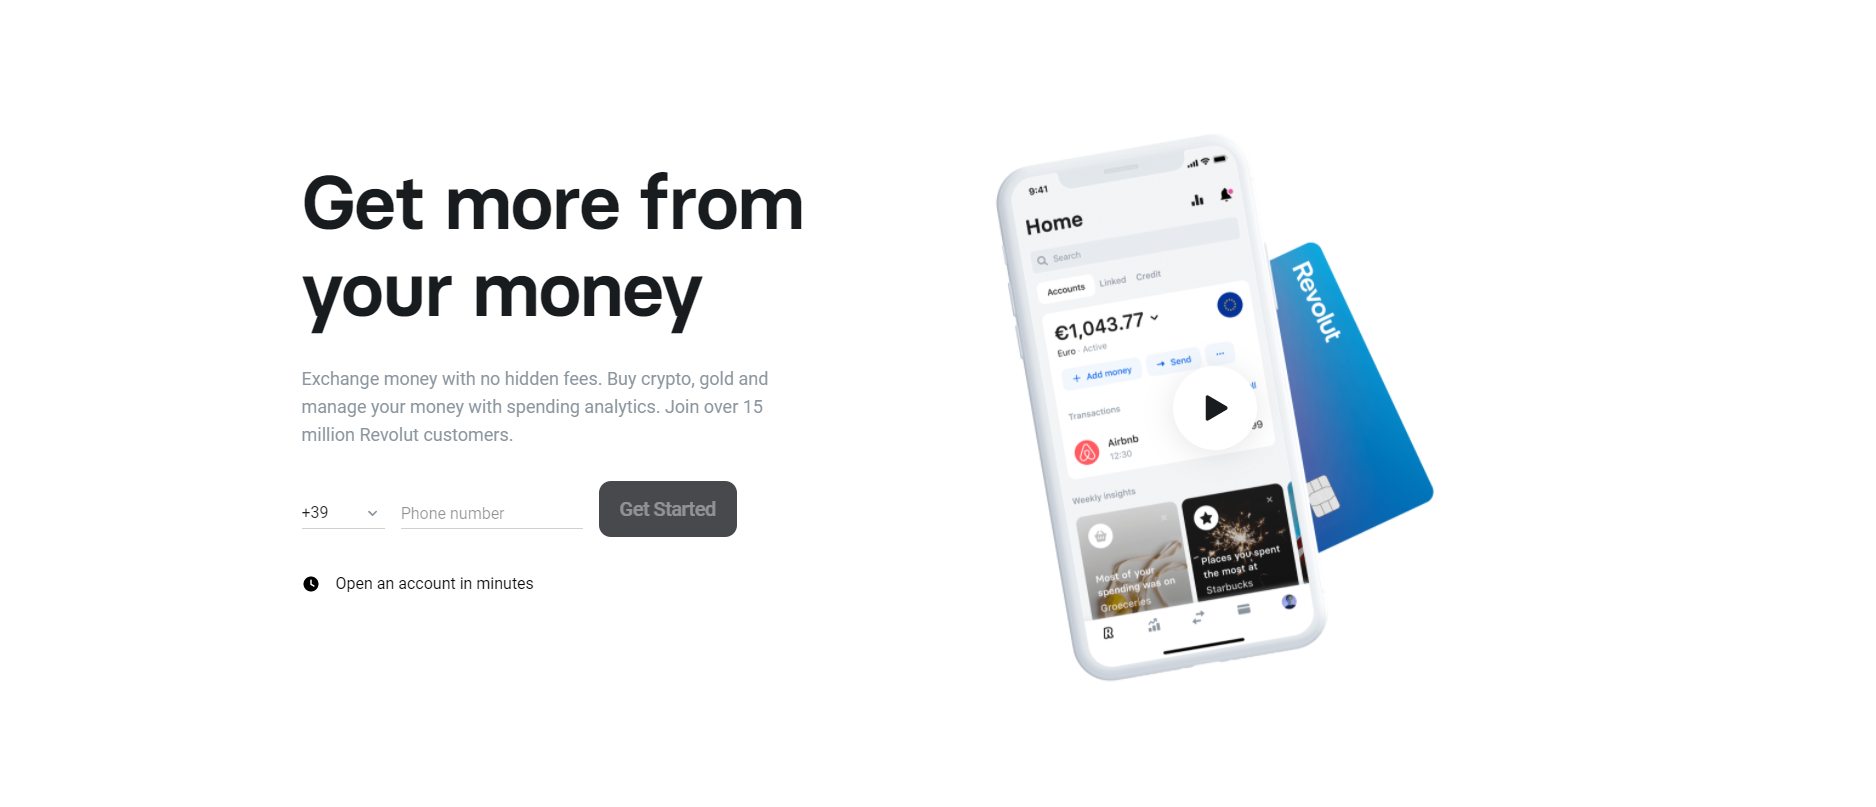 Get more from
your money
Exchange money with no hidden fees. Buy crypto, gold and
manage your money with spending analytics. Join over 15
million Revolut customers.
+39
Phone number
Get Started
Open an account in minutes
9:41
Home
Search
Accounts
Linked
Credit
€1,043.77
Euro · Active
+ Add money
→ Send
···
Transactions
Airbnb
12:30
99
Weekly insights
Most of your
spending was on
Groeceries
Places you spent
the most at
Starbucks
R
Revolut